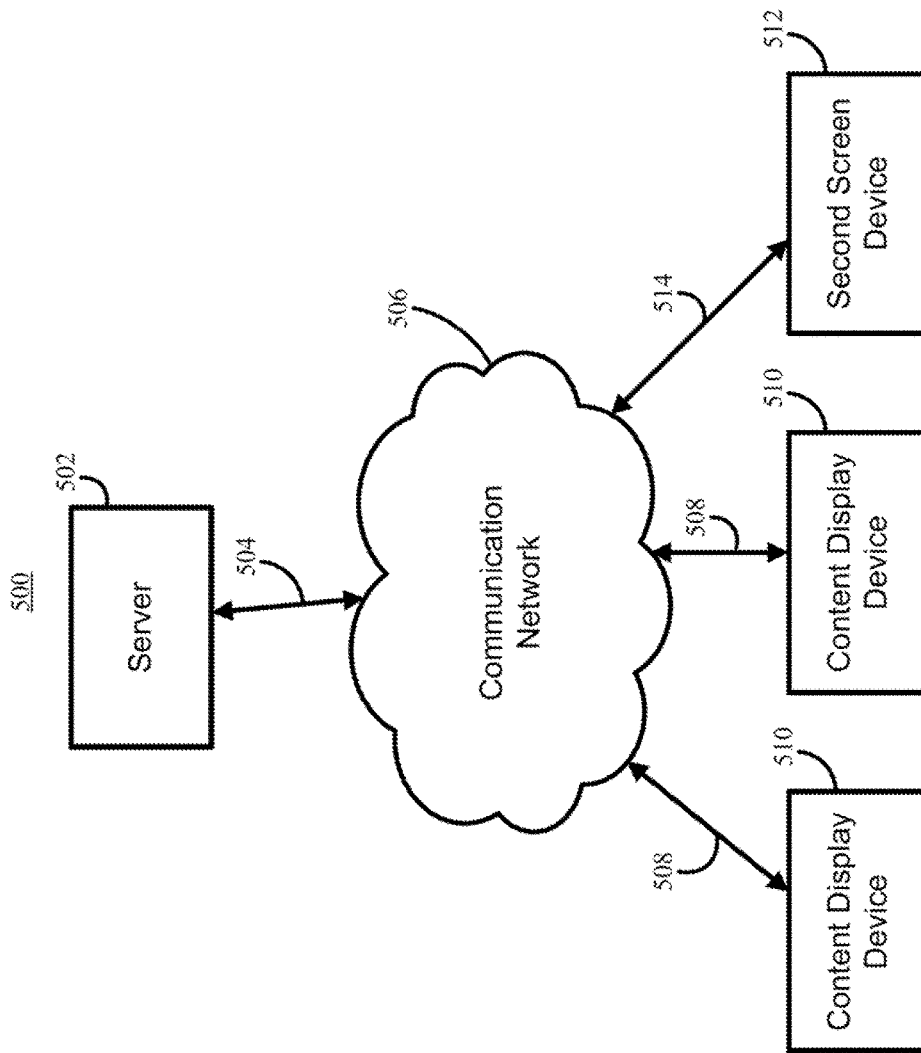 500
502
Server
504
506
Communication
Network
508
508
514
510
Content Display
Device
510
Content Display
Device
512
Second Screen
Device